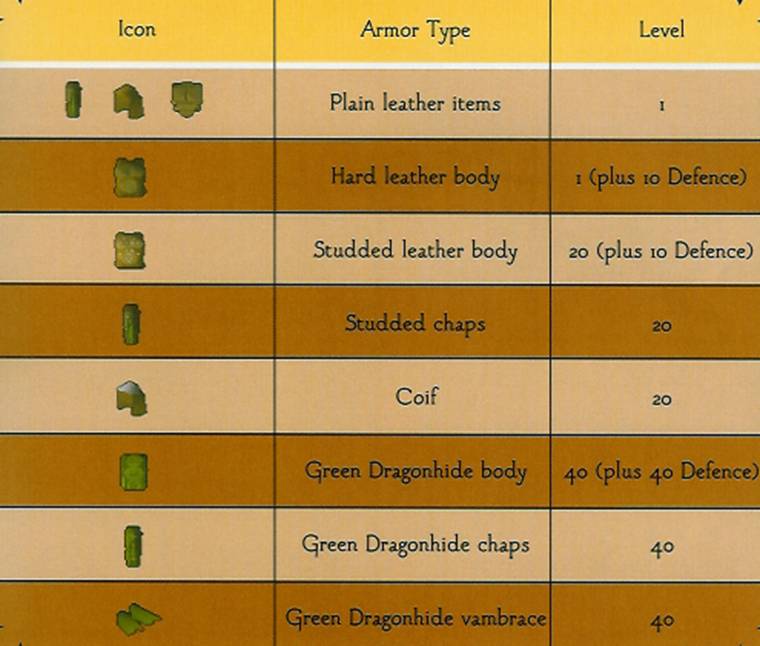 Icon Armor Type Level
Plain leather items 1
Hard leather body 1 (plus 10 Defence)
Studded leather body 20 (plus 10 Defence)
Studded chaps 20
Coif 20
Green Dragonhide body 40 (plus 40 Defence)
Green Dragonhide chaps 40
Green Dragonhide vambrace 40